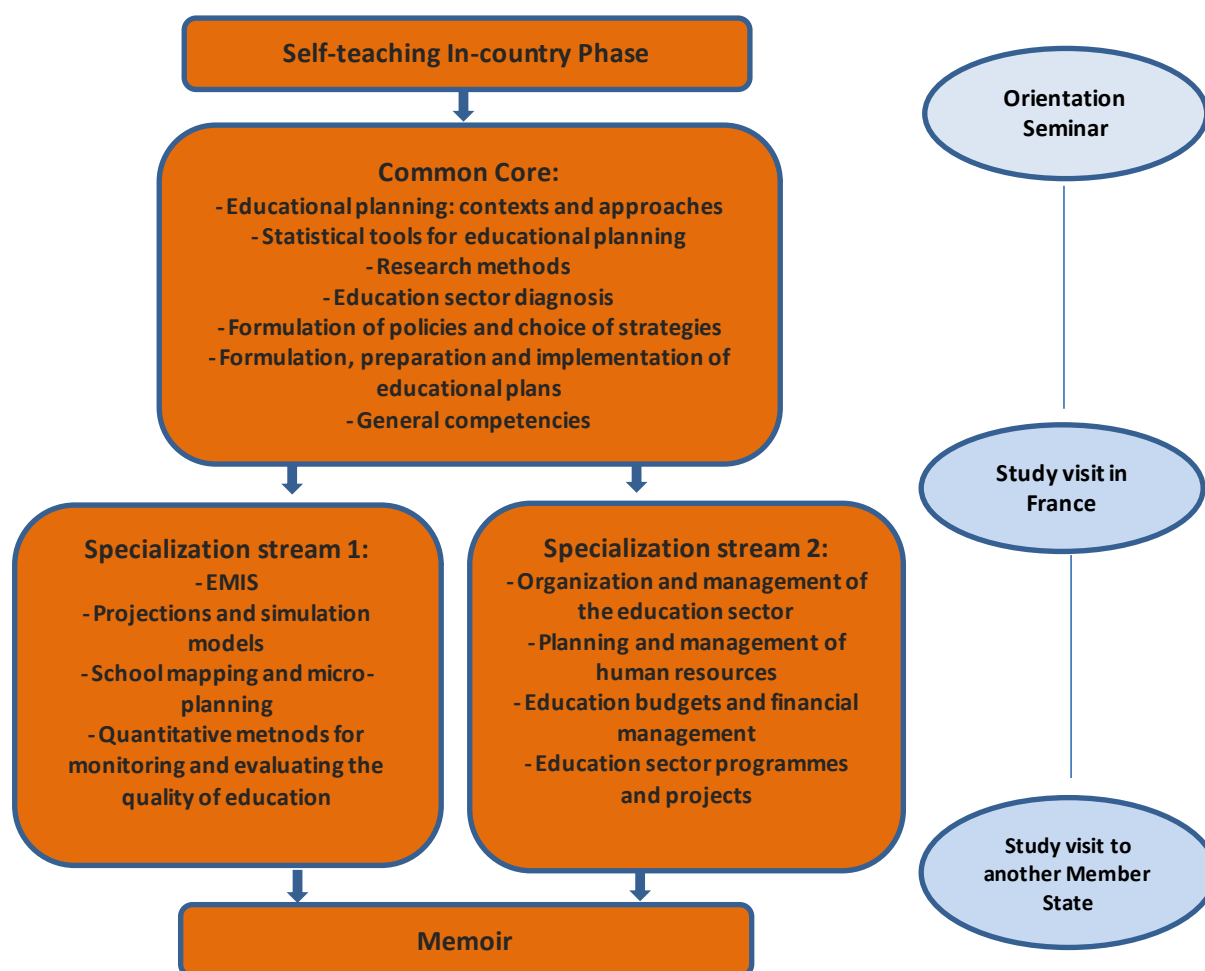 Self-teaching In-country Phase
Orientation
Seminar
Common Core:
- Educational planning: contexts and approaches
- Statistical tools for educational planning
- Research methods
- Education sector diagnosis
- Formulation of policies and choice of strategies
- Formulation, preparation and implementation of
educational plans
- General competencies
Study visit in
France
Specialization stream 1:
- EMIS
- Projections and simulation
models
- School mapping and micro-
planning
- Quantitative metnods for
monitoring and evaluating the
quality of education
Specialization stream 2:
- Organization and management of
the education sector
- Planning and management of
human resources
- Education budgets and financial
management
- Education sector programmes
and projects
Study visit to
another Member
State
Memoir